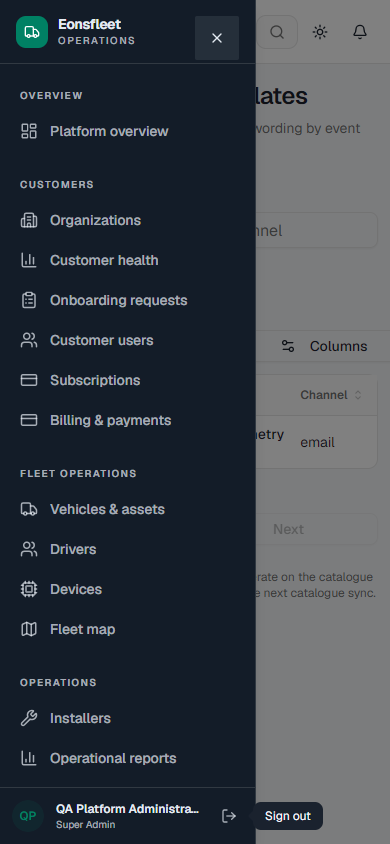 Eonsfleet
OPERATIONS
lates
OVERVIEW
Platform overview
wording by event
CUSTOMERS
Organizations
nnel
Customer health
Onboarding requests
Customer users
Columns
Subscriptions
Channel
Billing & payments
netry
email
FLEET OPERATIONS
Vehicles & assets
Next
Drivers
Devices
erate on the catalogue
e next catalogue sync.
Fleet map
OPERATIONS
Installers
Operational reports
QP
QA Platform Administra...
Super Admin
Sign out